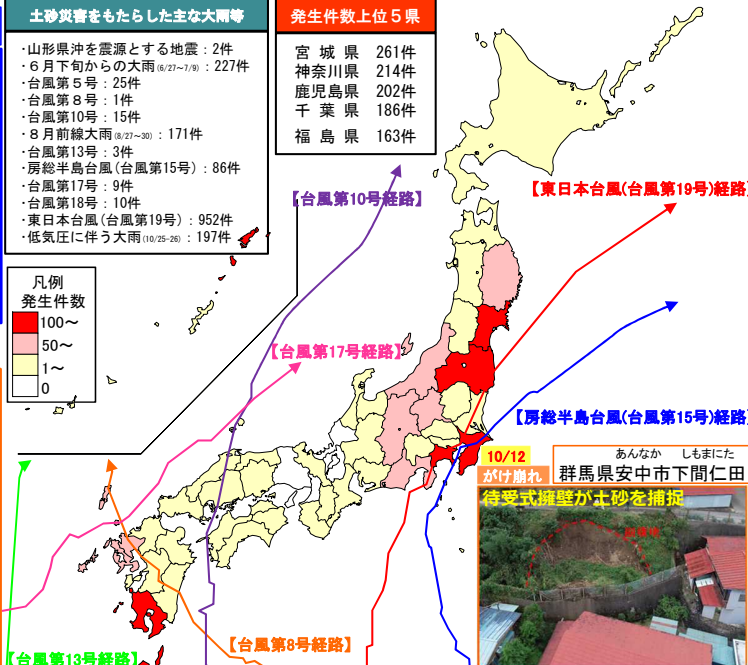 土砂災害をもたらした主な大雨等
・山形県沖を震源とする地震：2件
・６月下旬からの大雨(6/27～7/9)：227件
・台風第５号：25件
・台風第８号：1件
・台風第10号：15件
・８月前線大雨(8/27～30)：171件
・台風第13号：3件
・房総半島台風(台風第15号)：86件
・台風第17号：9件
・台風第18号：10件
・東日本台風(台風第19号)：952件
・低気圧に伴う大雨(10/25-26)：197件
発生件数上位５県
宮城県 261件
神奈川県 214件
鹿児島県 202件
千葉県 186件
福島県 163件
凡例
発生件数
100～
50～
1～
0
【台風第10号経路】
【東日本台風(台風第19号)経路
【台風第17号経路】
【房総半島台風(台風第15号)経路
【台風第8号経路】
【台風第13号経路】
10/12
がけ崩れ
あんなか しもまにた
群馬県安中市下間仁田
待受式擁壁が土砂を捕捉